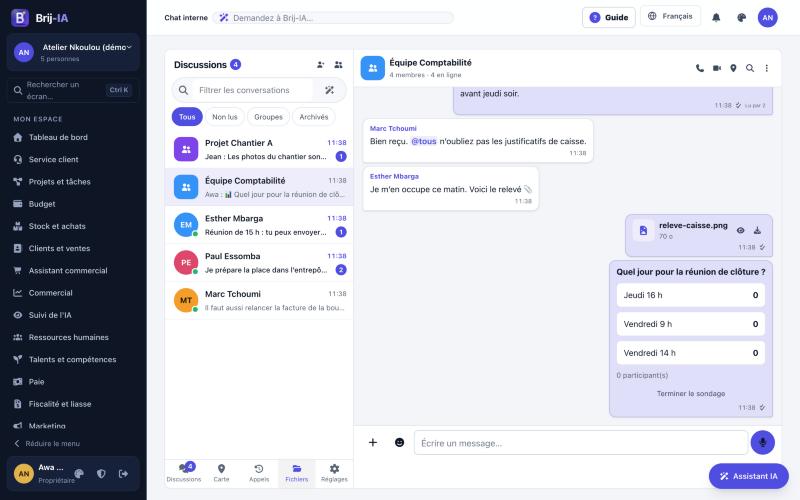 Brij-IA
AN
Atelier Nkoulou (démo
5 personnes
Rechercher un écran...
Ctrl K
MON ESPACE
Tableau de bord
Service client
Projets et tâches
Budget
Stock et achats
Clients et ventes
Assistant commercial
Commercial
Suivi de l'IA
Ressources humaines
Talents et compétences
Paie
Fiscalité et liasse
Marketing
Réduire le menu
AN
Awa ...
Propriétaire
Chat interne
Demandez à Brij-IA...
? Guide
Français
AN
Discussions 4
Filtrer les conversations
Tous
Non lus
Groupes
Archivés
Projet Chantier A
11:38
Jean : Les photos du chantier son...
1
Équipe Comptabilité
11:38
Awa : 📊 Quel jour pour la réunion de clô...
EM
Esther Mbarga
11:38
Réunion de 15 h : tu peux envoyer...
1
PE
Paul Essomba
11:38
Je prépare la place dans l'entrepô...
2
MT
Marc Tchoumi
11:38
Il faut aussi relancer la facture de la bou...
4
Discussions
Carte
Appels
Fichiers
Réglages
Équipe Comptabilité
4 membres · 4 en ligne
avant jeudi soir.
11:38
Lu par 2
Marc Tchoumi
Bien reçu. @tous n'oubliez pas les justificatifs de caisse.
11:38
Esther Mbarga
Je m'en occupe ce matin. Voici le relevé 📎
11:38
releve-caisse.png
70 o
11:38
Quel jour pour la réunion de clôture ?
Jeudi 16 h
0
Vendredi 9 h
0
Vendredi 14 h
0
0 participant(s)
Terminer le sondage
11:38
Écrire un message...
Assistant IA